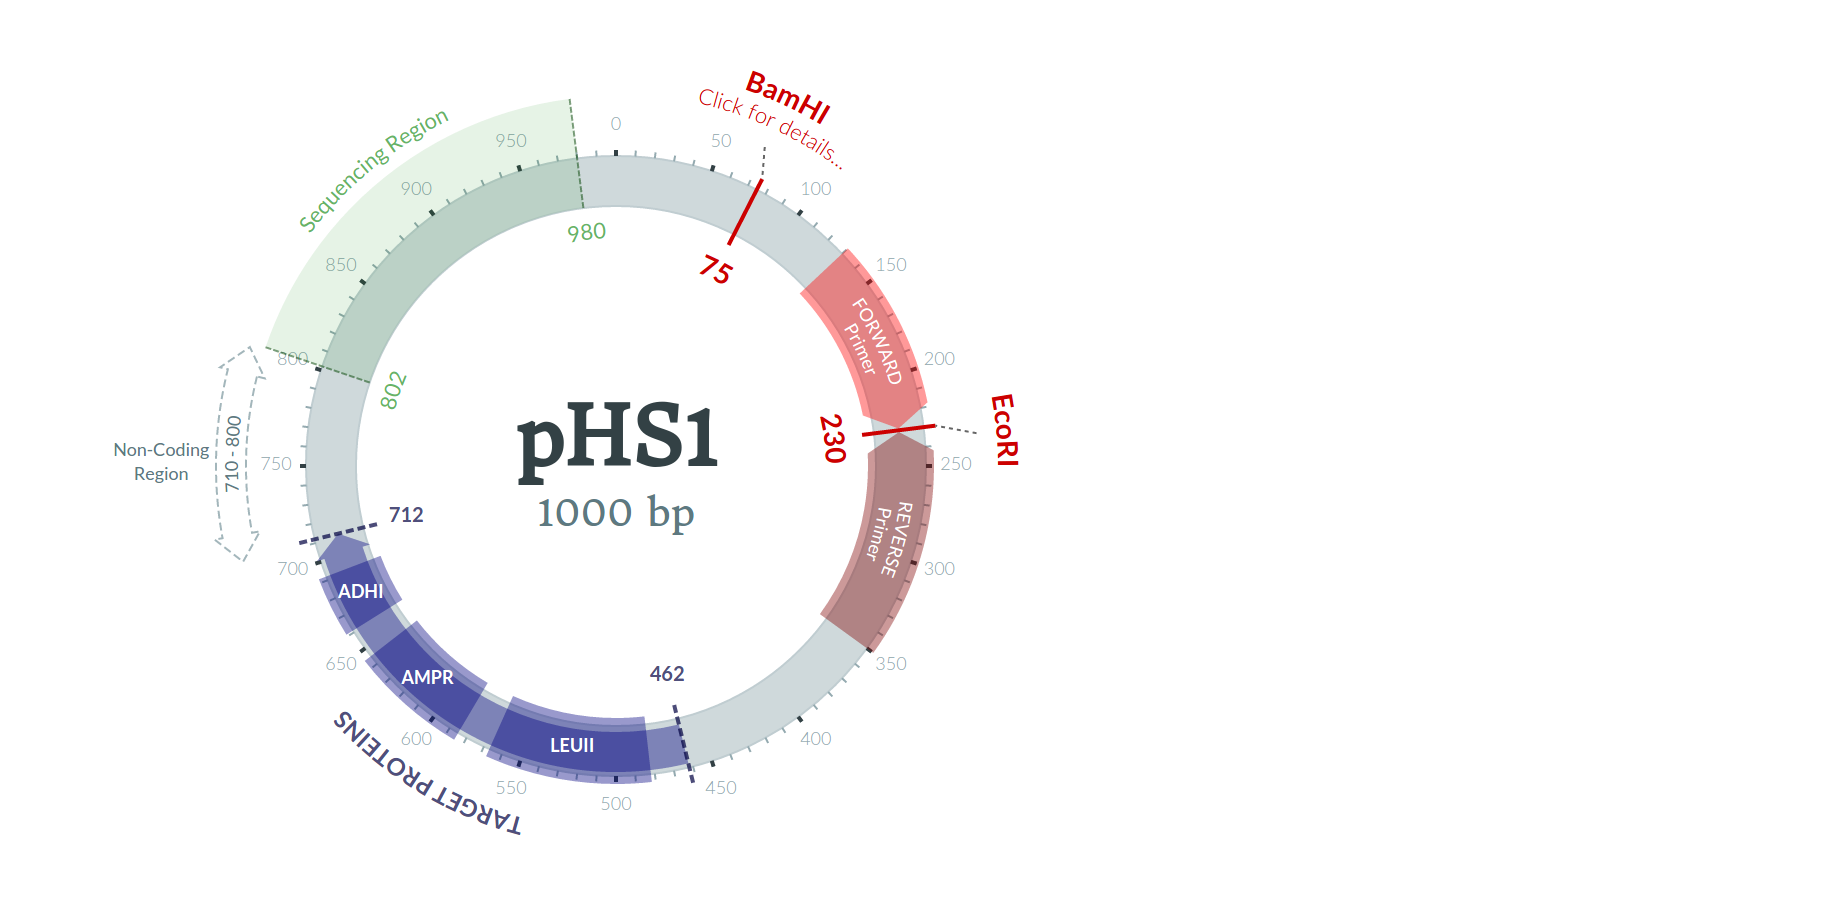 pHS1
1000 bp
BamHI
Click for details...
75
FORWARD
Primer
EcoRI
230
REVERSE
Primer
462
LEUII
AMPR
ADHI
TARGET PROTEINS
712
Non-Coding
Region
710 - 800
802
Sequencing Region
980
0
50
100
150
200
250
300
350
400
450
500
550
600
650
700
750
800
850
900
950